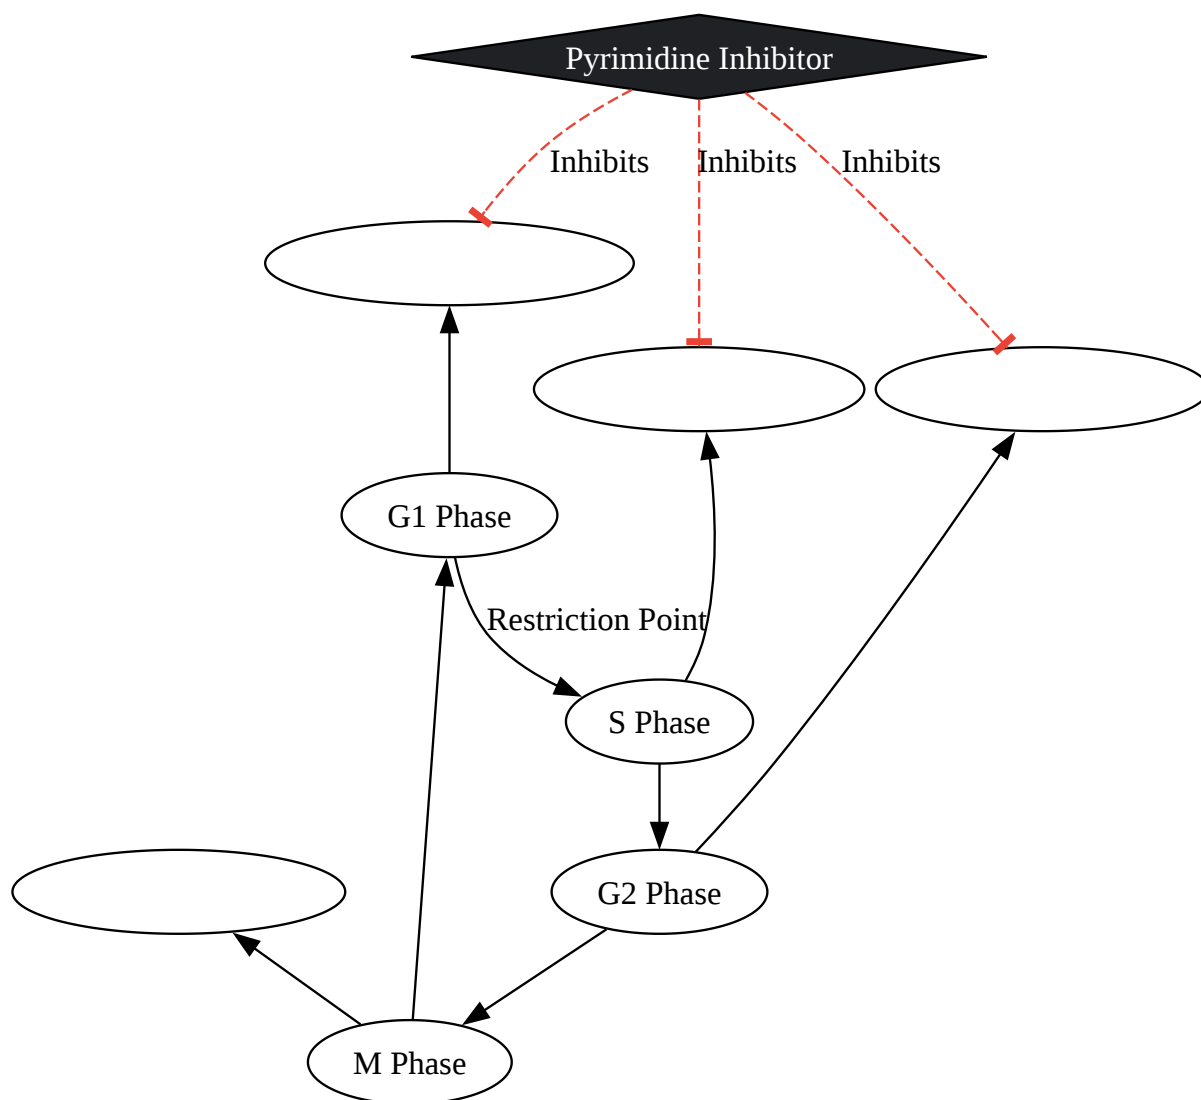 Pyrimidine Inhibitor
Inhibits
Inhibits
Inhibits
G1 Phase
Restriction Point
S Phase
G2 Phase
M Phase